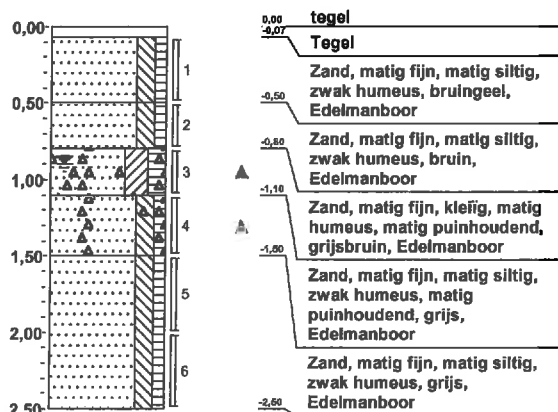 0,00
0,50
1,00
1,50
2,00
2,50
1
2
3
4
5
6
0,00 tegel
-0,07
Tegel
Zand, matig fijn, matig siltig,
zwak humeus, bruingeel,
-0,50
Edelmanboor
Zand, matig fijn, matig siltig,
-0,80
zwak humeus, bruin,
Edelmanboor
-1,10
Zand, matig fijn, kleiïg, matig
humeus, matig puinhoudend,
grijsbruin, Edelmanboor
-1,50
Zand, matig fijn, matig siltig,
zwak humeus, matig
puinhoudend, grijs,
Edelmanboor
Zand, matig fijn, matig siltig,
zwak humeus, grijs,
Edelmanboor
-2,50